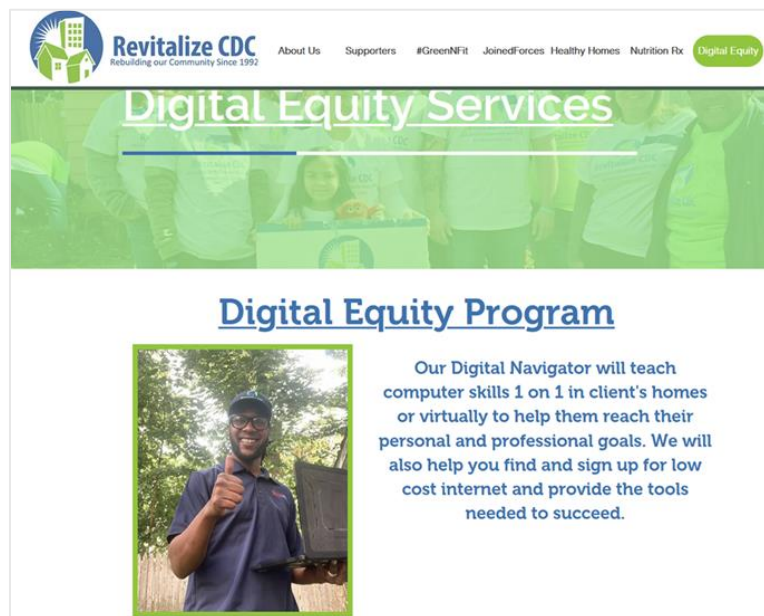 Revitalize CDC
Rebuilding our Community Since 1992
About Us
Supporters
#GreenNFit
JoinedForces
Healthy Homes
Nutrition Rx
Digital Equity
Digital Equity Services
Digital Equity Program
Our Digital Navigator will teach
computer skills 1 on 1 in client's homes
or virtually to help them reach their
personal and professional goals. We will
also help you find and sign up for low
cost internet and provide the tools
needed to succeed.